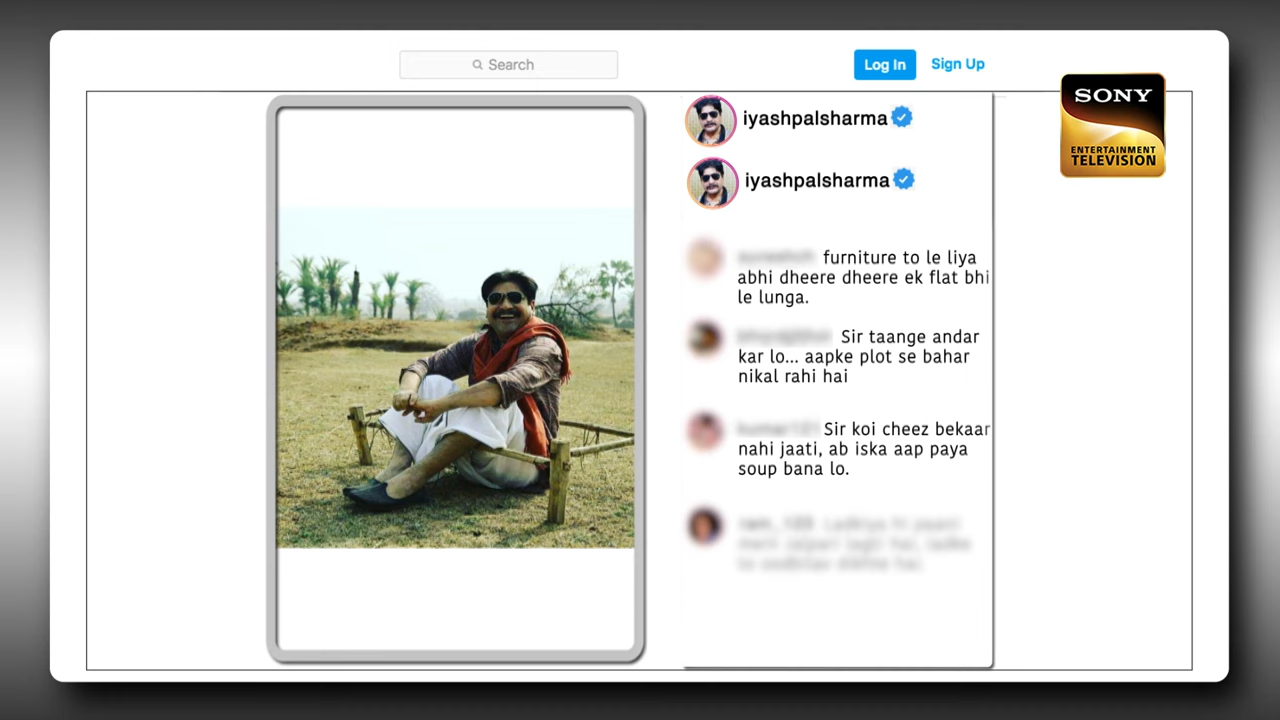 Search
Log In
Sign Up
SONY
ENTERTAINMENT
TELEVISION
iyashpalsharma
iyashpalsharma
furniture to le liya
abhi dheere dheere ek flat bhi
le lunga.
Sir taange andar
kar lo... aapke plot se bahar
nikal rahi hai
Sir koi cheez bekaar
nahi jaati, ab iska aap paya
soup bana lo.